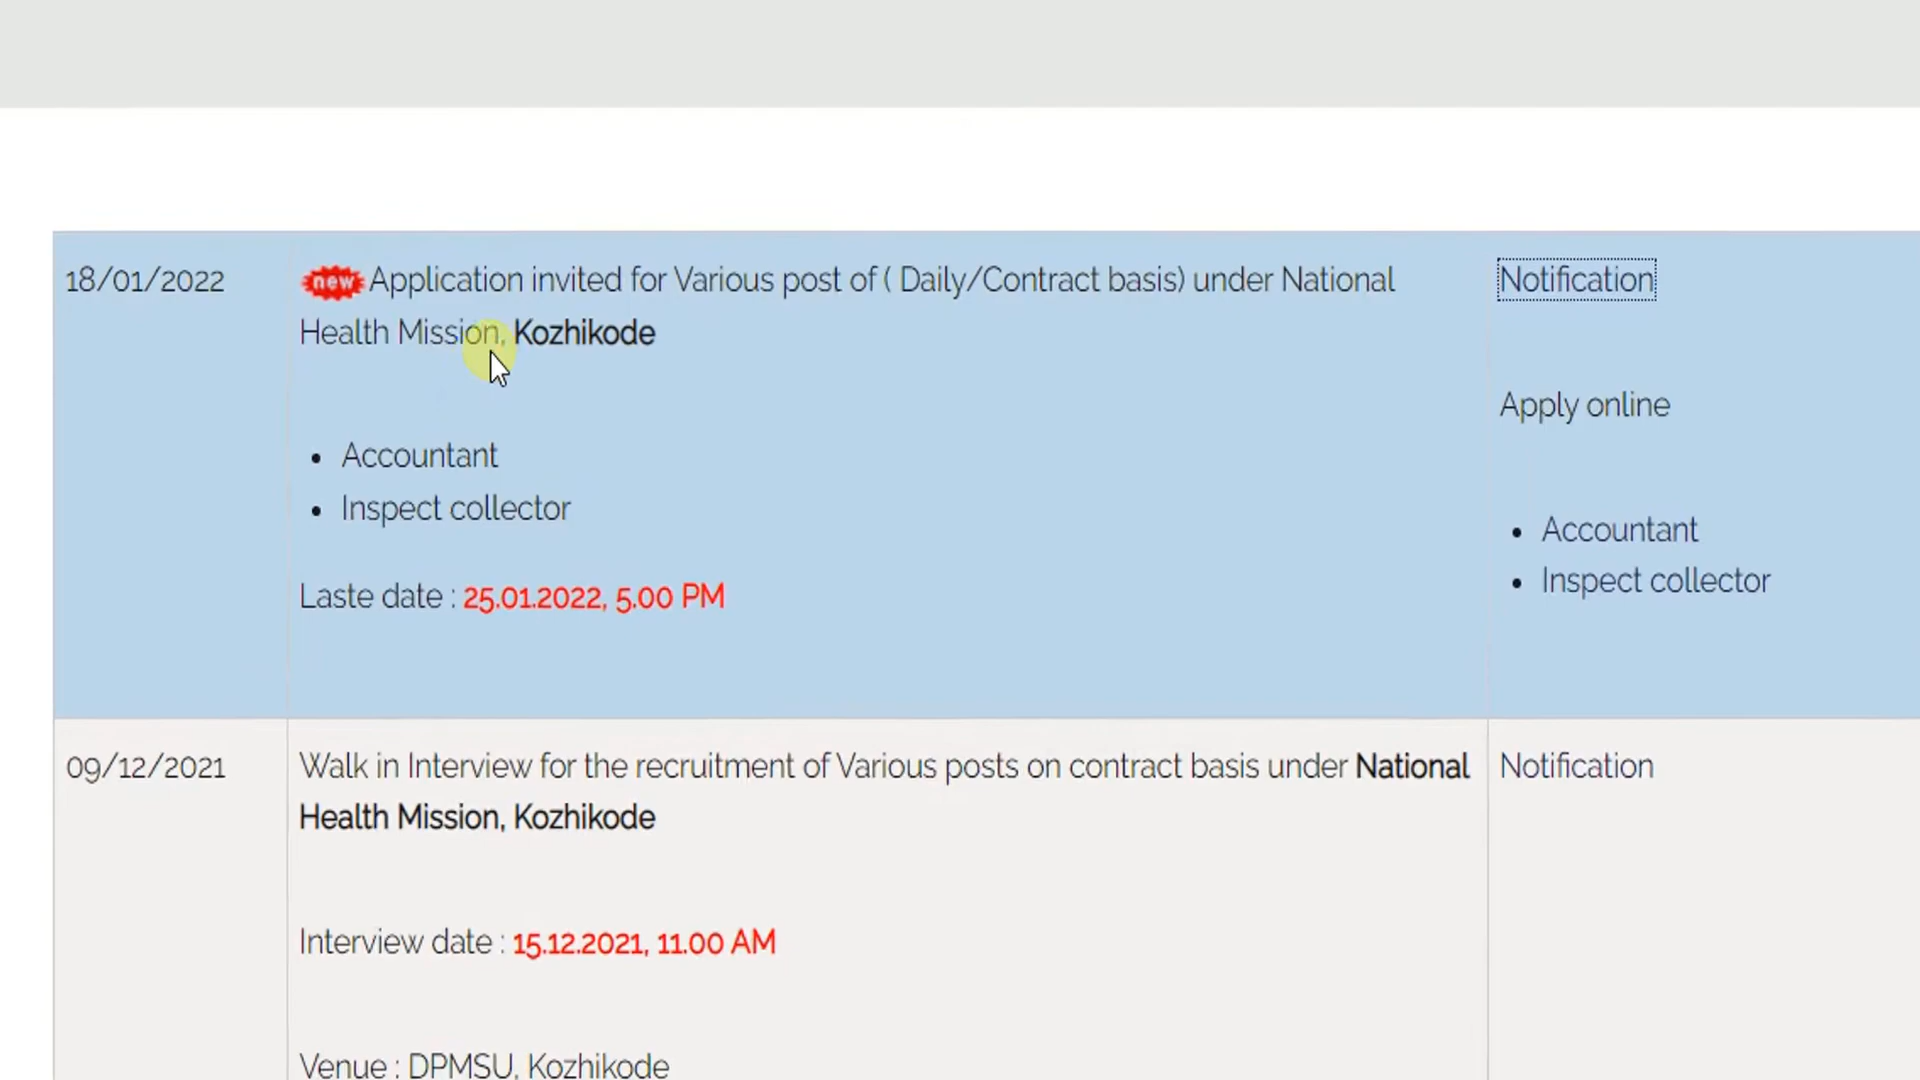 18/01/2022
new Application invited for Various post of ( Daily/Contract basis) under National
Health Mission, Kozhikode
• Accountant
• Inspect collector
Laste date : 25.01.2022, 5.00 PM
Notification
Apply online
• Accountant
• Inspect collector
09/12/2021
Walk in Interview for the recruitment of Various posts on contract basis under National
Health Mission, Kozhikode
Interview date : 15.12.2021, 11.00 AM
Venue : DPMSU, Kozhikode
Notification